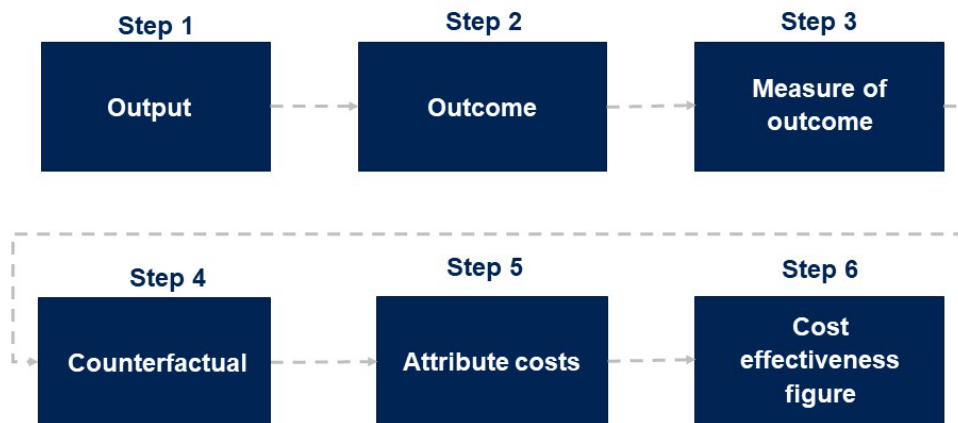 Step 1
Step 2
Step 3
Output
Outcome
Measure of
outcome
Step 4
Step 5
Step 6
Counterfactual
Attribute costs
Cost
effectiveness
figure